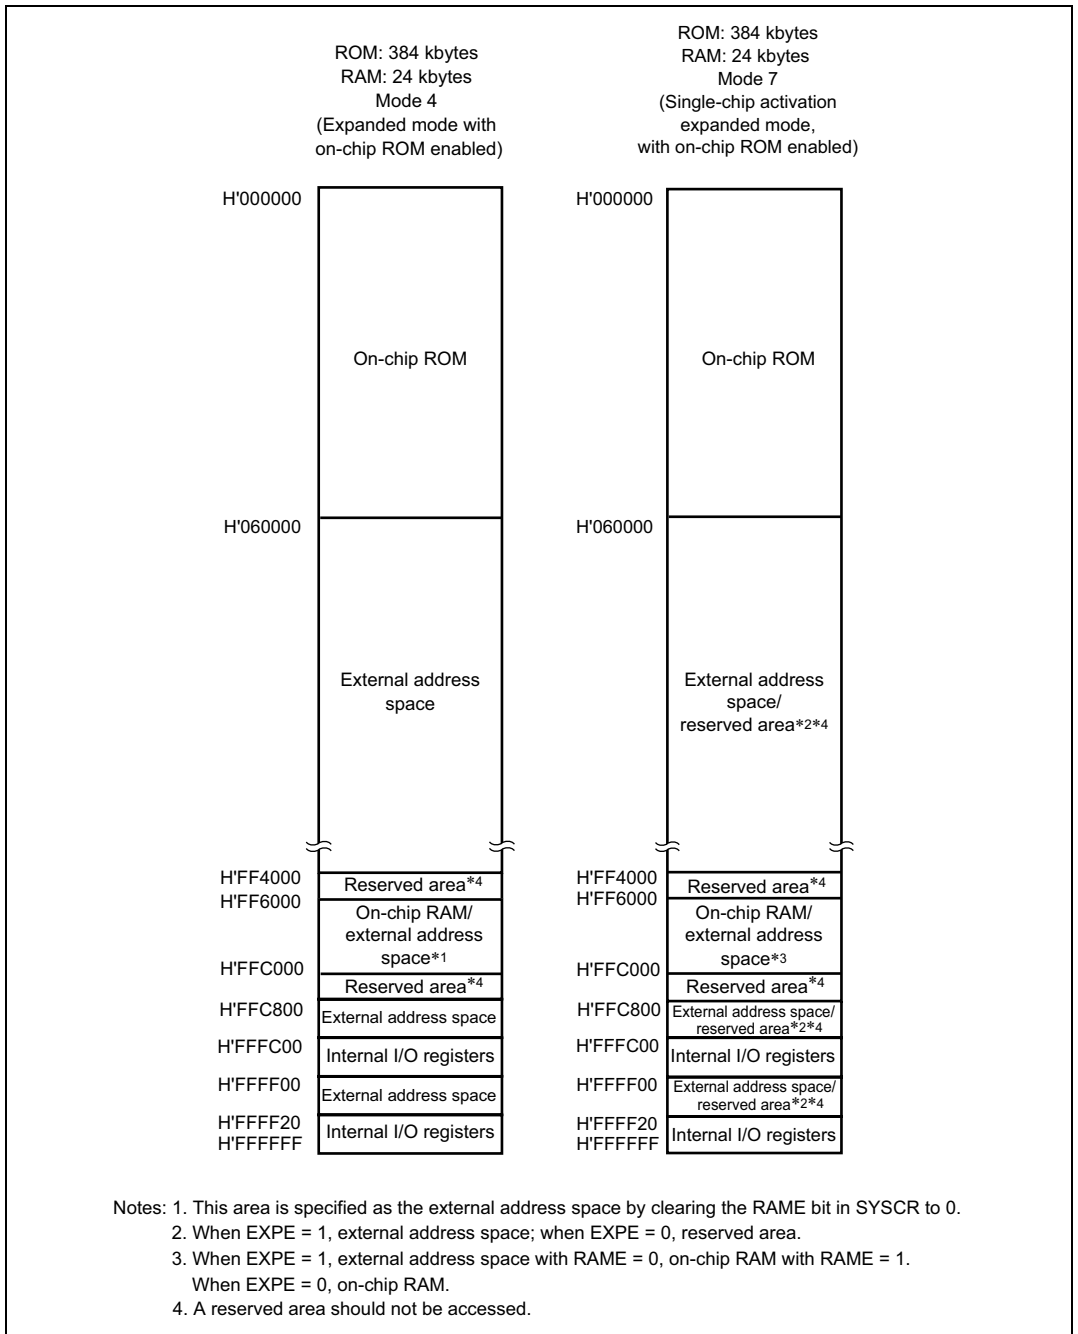 ROM: 384 kbytes
RAM: 24 kbytes
Mode 4
(Expanded mode with
on-chip ROM enabled)
H'000000
On-chip ROM
H'060000
External address
space
H'FF4000
Reserved area*4
H'FF6000
On-chip RAM/
external address
space*1
H'FFC000
Reserved area*4
H'FFC800
External address space
H'FFFC00
Internal I/O registers
H'FFFF00
External address space
H'FFFF20
Internal I/O registers
H'FFFFFF
ROM: 384 kbytes
RAM: 24 kbytes
Mode 7
(Single-chip activation
expanded mode,
with on-chip ROM enabled)
H'000000
On-chip ROM
H'060000
External address
space/
reserved area*2*4
H'FF4000
Reserved area*4
H'FF6000
On-chip RAM/
external address
space*3
H'FFC000
Reserved area*4
H'FFC800
External address space/
reserved area*2*4
H'FFFC00
Internal I/O registers
H'FFFF00
External address space/
reserved area*2*4
H'FFFF20
Internal I/O registers
H'FFFFFF
Notes: 1. This area is specified as the external address space by clearing the RAME bit in SYSCR to 0.
2. When EXPE = 1, external address space; when EXPE = 0, reserved area.
3. When EXPE = 1, external address space with RAME = 0, on-chip RAM with RAME = 1.
When EXPE = 0, on-chip RAM.
4. A reserved area should not be accessed.